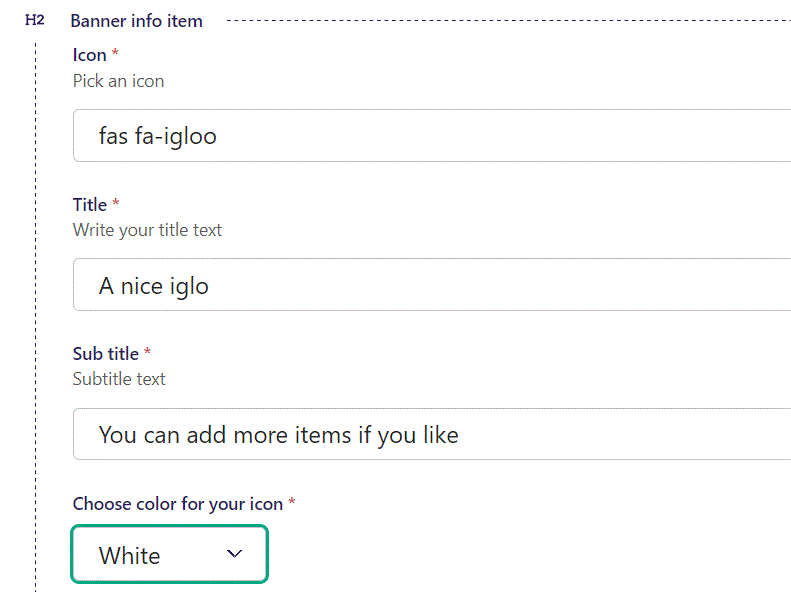 H2 Banner info item
Icon *
Pick an icon
fas fa-igloo
Title *
Write your title text
A nice iglo
Sub title *
Subtitle text
You can add more items if you like
Choose color for your icon *
White